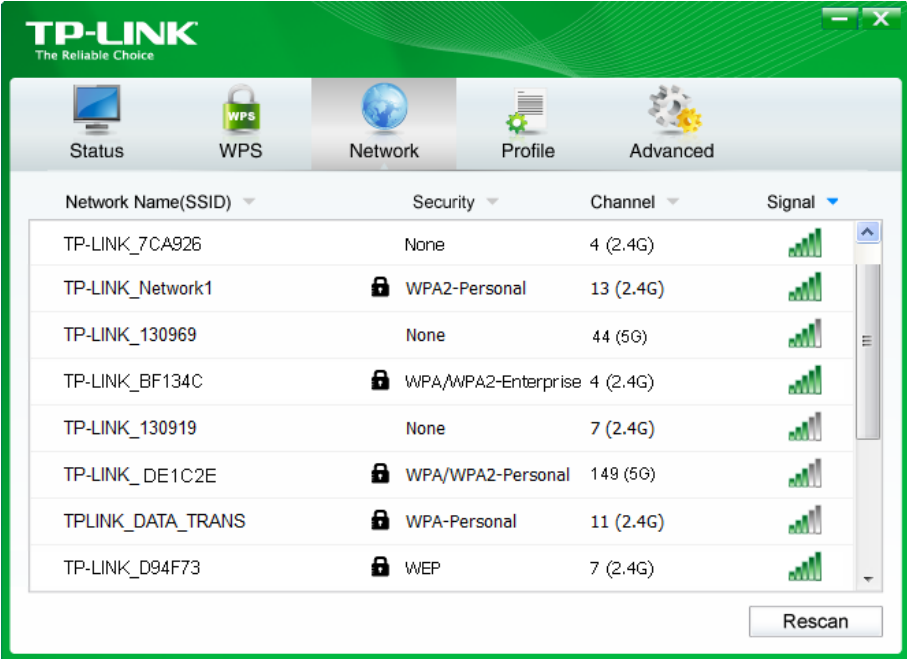 TP-LINK
The Reliable Choice
WPS
Status WPS Network Profile Advanced
Network Name(SSID) Security Channel Signal
TP-LINK_7CA926 None 4 (2.4G)
TP-LINK_Network1 WPA2-Personal 13 (2.4G)
TP-LINK_130969 None 44 (5G)
TP-LINK_BF134C WPA/WPA2-Enterprise 4 (2.4G)
TP-LINK_130919 None 7 (2.4G)
TP-LINK_ DE1C2E WPA/WPA2-Personal 149 (5G)
TPLINK_DATA_TRANS WPA-Personal 11 (2.4G)
TP-LINK_D94F73 WEP 7 (2.4G)
Rescan